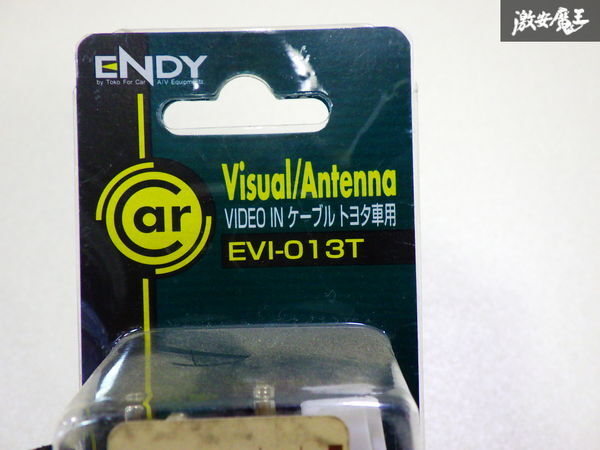 激安魔王
ENDY
by Toko For Car A/V Equipments.
Car
Visual/Antenna
VIDEO IN ケーブル トヨタ車用
EVI-013T